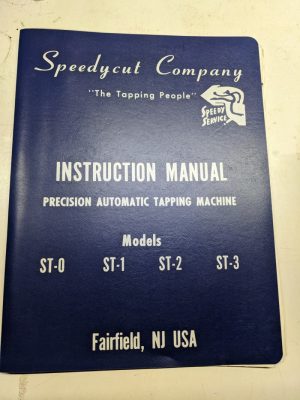 Speedycut Company
"The Tapping People"
SPEEDY
SERVICE
INSTRUCTION MANUAL
PRECISION AUTOMATIC TAPPING MACHINE
Models
ST-0 ST-1 ST-2 ST-3
Fairfield, NJ USA